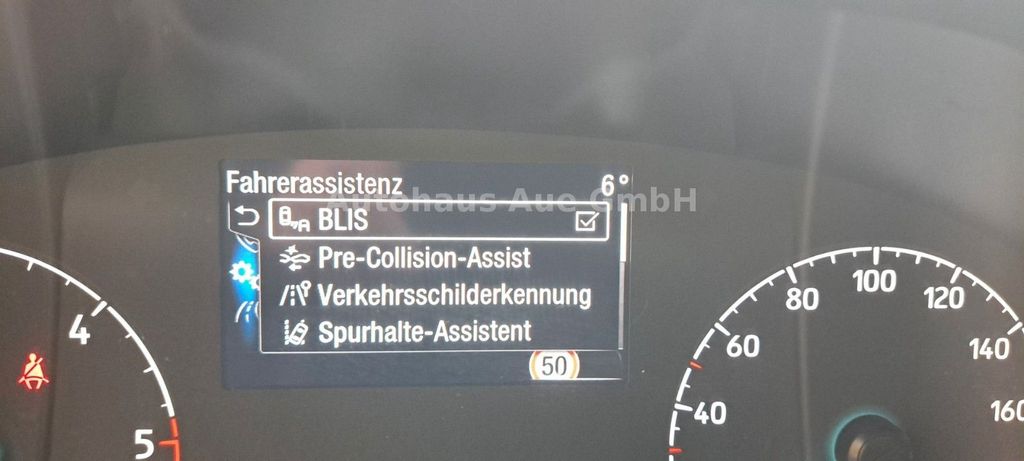 Fahrerassistenz 6°
Autohaus Aue GmbH
BLIS
Pre-Collision-Assist
Verkehrsschilderkennung
Spurhalte-Assistent
50
4
5
40
60
80
100
120
140
160